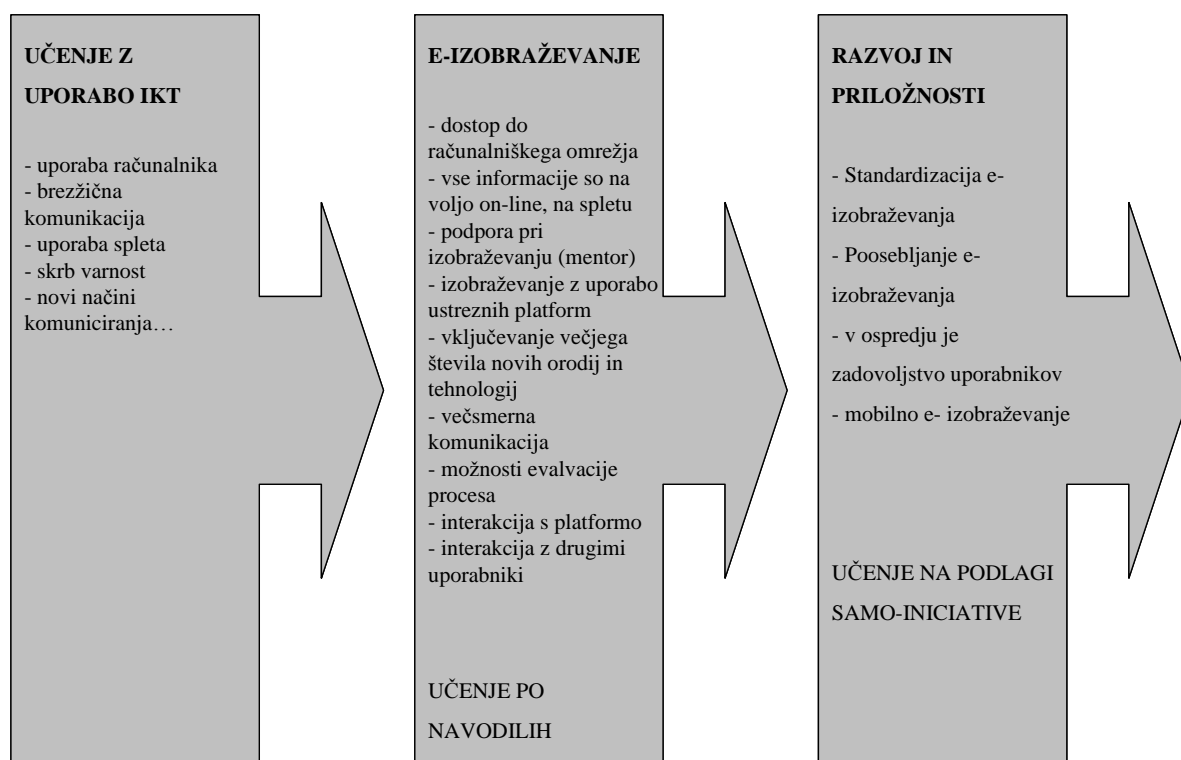 UČENJE Z
UPORABO IKT
- uporaba računalnika
- brezžična
komunikacija
- uporaba spleta
- skrb varnost
- novi načini
komuniciranja…
E-IZOBRAŽEVANJE
- dostop do
računalniškega omrežja
- vse informacije so na
voljo on-line, na spletu
- podpora pri
izobraževanju (mentor)
- izobraževanje z uporabo
ustreznih platform
- vključevanje večjega
števila novih orodij in
tehnologij
- večsmerna
komunikacija
- možnosti evalvacije
procesa
- interakcija s platformo
- interakcija z drugimi
uporabniki
UČENJE PO
NAVODILIH
RAZVOJ IN
PRILOŽNOSTI
- Standardizacija e-
izobraževanja
- Poosebljanje e-
izobraževanja
- v ospredju je
zadovoljstvo uporabnikov
- mobilno e- izobraževanje
UČENJE NA PODLAGI
SAMO-INICIATIVE